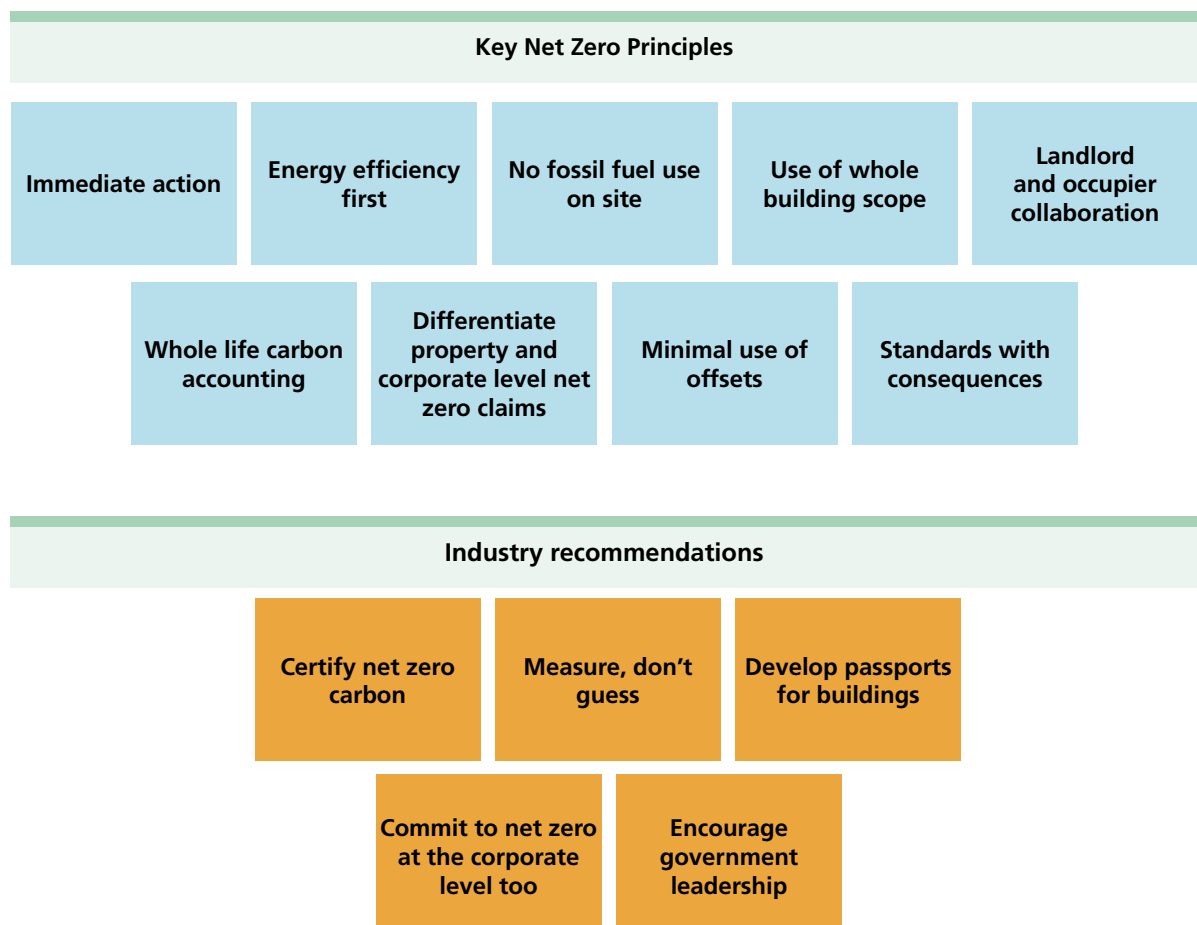 Key Net Zero Principles
Immediate action
Energy efficiency
first
No fossil fuel use
on site
Use of whole
building scope
Landlord
and occupier
collaboration
Whole life carbon
accounting
Differentiate
property and
corporate level net
zero claims
Minimal use of
offsets
Standards with
consequences
Industry recommendations
Certify net zero
carbon
Measure, don't
guess
Develop passports
for buildings
Commit to net zero
at the corporate
level too
Encourage
government
leadership